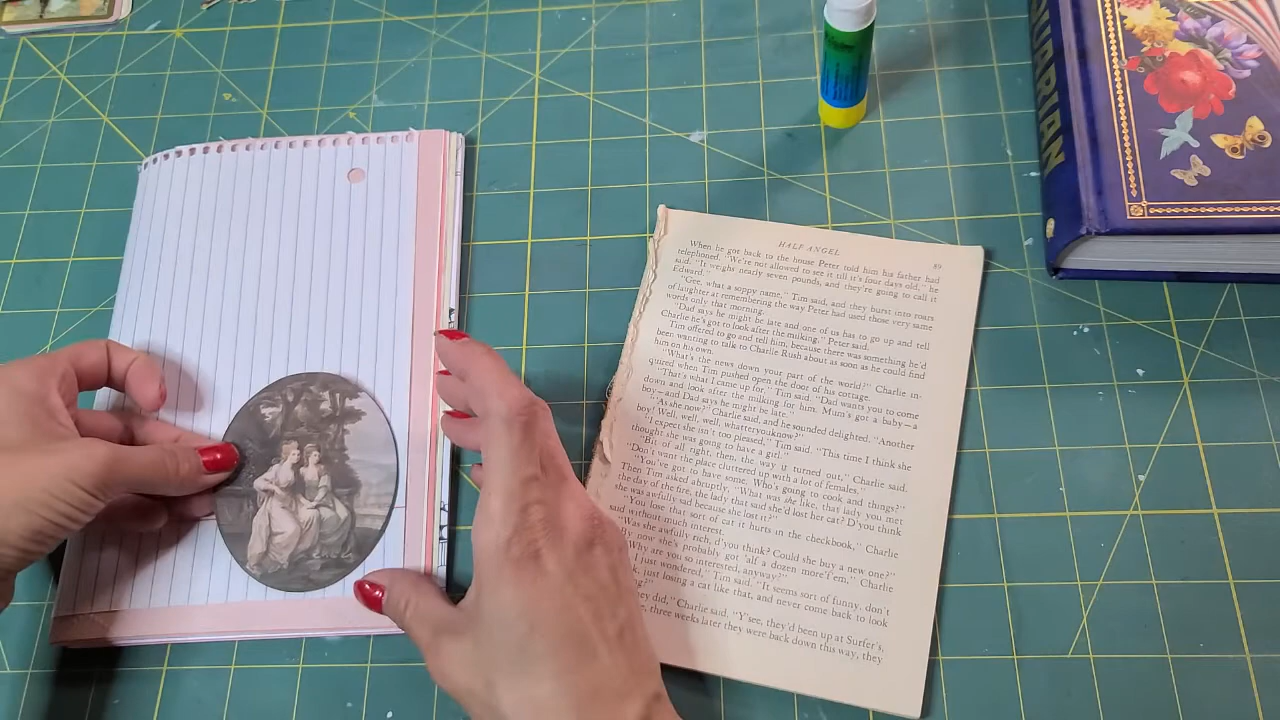 HALF ANGEL
89
When he got back to the house Peter told him his father had
telephoned. "We're not allowed to see it till it's four days old," he
said. "It weighs nearly seven pounds, and they're going to call it
Edward."
"Gee, what a soppy name," Tim said, and they burst into roars
of laughter at remembering the way Peter had used those very same
words only that morning.
"Dad says he might be late and one of us has to go up and tell
Charlie he's got to look after the milking." Peter said.
Tim offered to go and tell him, because there was something he'd
been wanting to talk to Charlie Rush about as soon as he could find
him on his own.
"What's the news down your part of the world?" Charlie in-
quired when Tim pushed open the door of his cottage.
"That's what I came up for," Tim said. "Dad wants you to come
down and look after the milking for him. Mum's got a baby—a
boy—and Dad says he might be late."
"As she now?" Charlie said, and he sounded delighted. "Another
boy! Well, well, well, whatteryouknow?"
"I expect she isn't too pleased," Tim said. "This time I think she
thought she was going to have a girl."
"Bit of all right, then, the way it turned out," Charlie said.
"Don't want the place cluttered up with a lot of females."
"You've got to have some. Who's going to cook and things?"
Then Tim asked abruptly, "What was she like, that lady you met
the day of the fire, the lady that said she'd lost her cat? D'you think
she was awfully sad because she lost it?"
"You lose that sort of cat it hurts in the checkbook," Charlie
said without much interest.
"Was she awfully rich, d'you think? Could she buy a new one?"
now she's probably got 'alf a dozen more'f'em," Charlie
Why are you so interested, anyway?"
I just wondered," Tim said. "It seems sort of funny, don't
just losing a cat like that, and never come back to look
ey did," Charlie said. "Y'see, they'd been up at Surfer's,
three weeks later they were back down this way, they
ARIAN